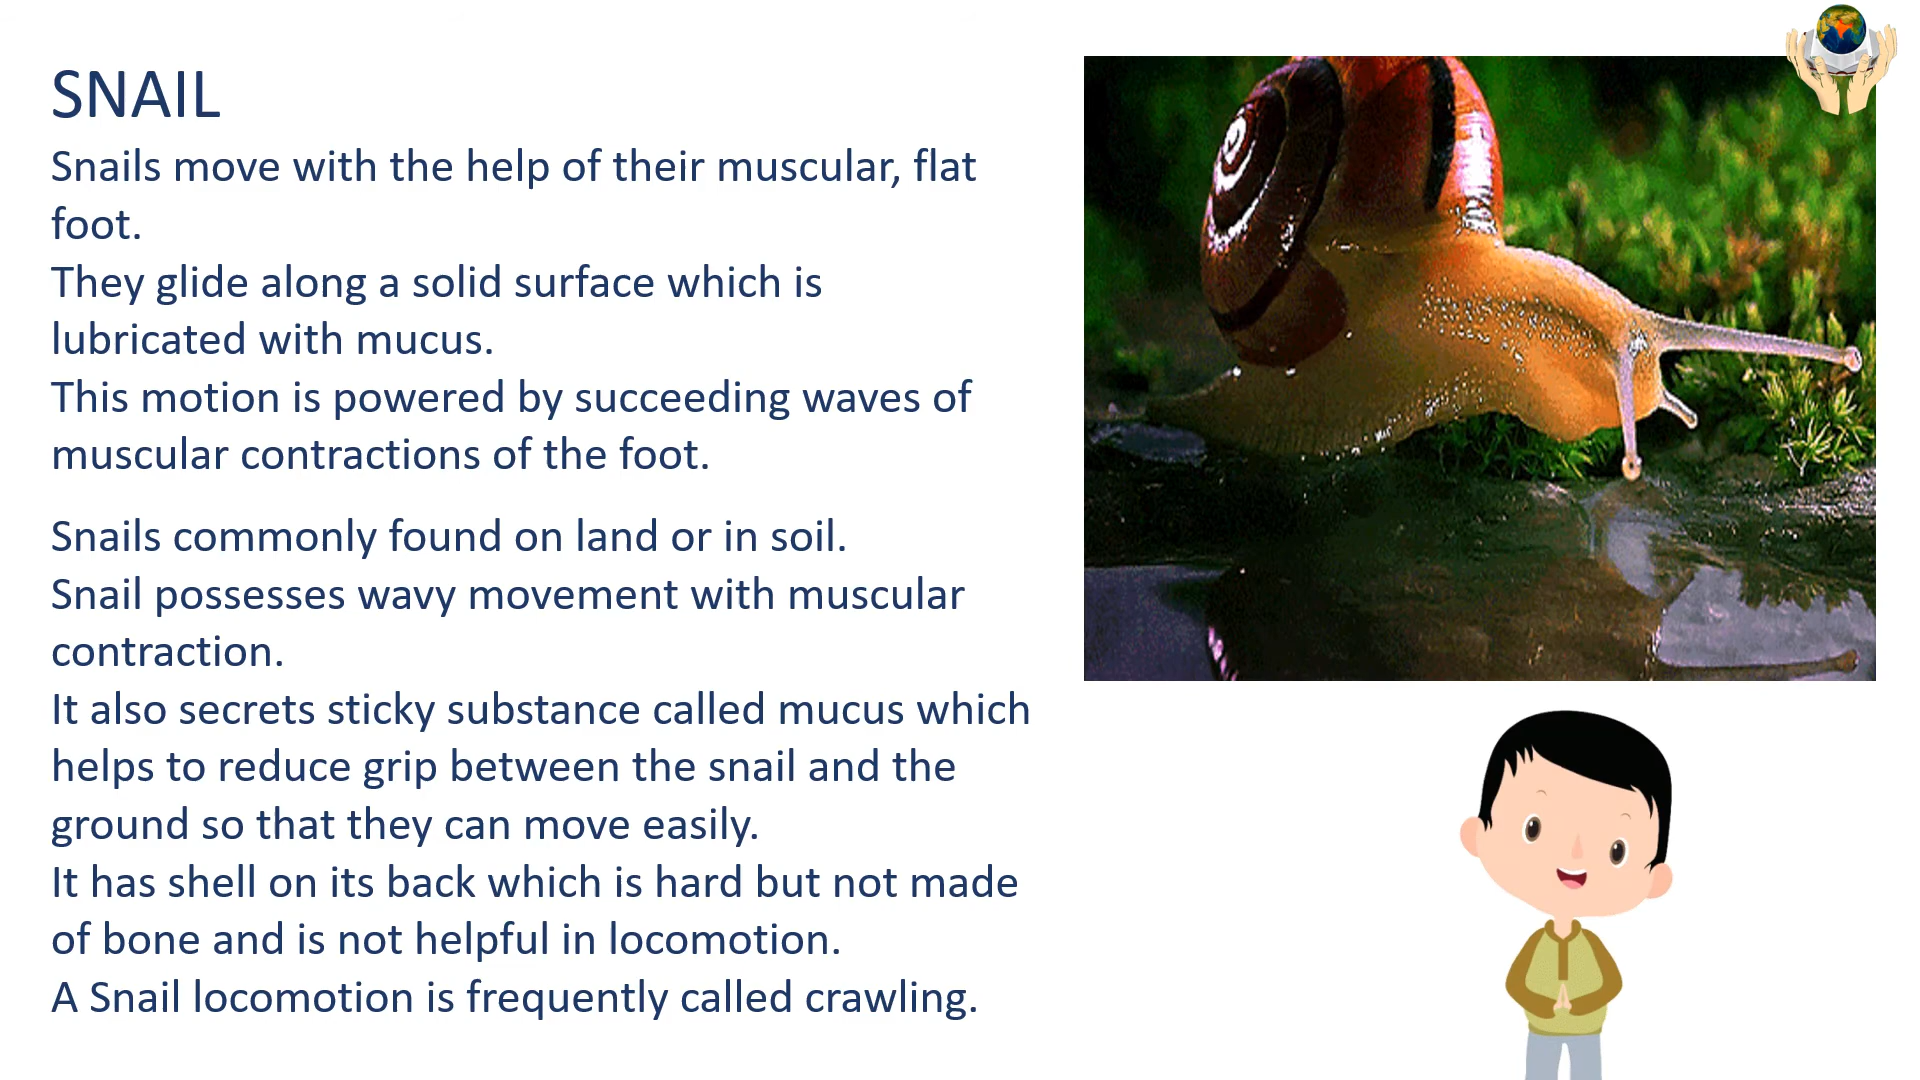 SNAIL
Snails move with the help of their muscular, flat
foot.
They glide along a solid surface which is
lubricated with mucus.
This motion is powered by succeeding waves of
muscular contractions of the foot.
Snails commonly found on land or in soil.
Snail possesses wavy movement with muscular
contraction.
It also secrets sticky substance called mucus which
helps to reduce grip between the snail and the
ground so that they can move easily.
It has shell on its back which is hard but not made
of bone and is not helpful in locomotion.
A Snail locomotion is frequently called crawling.